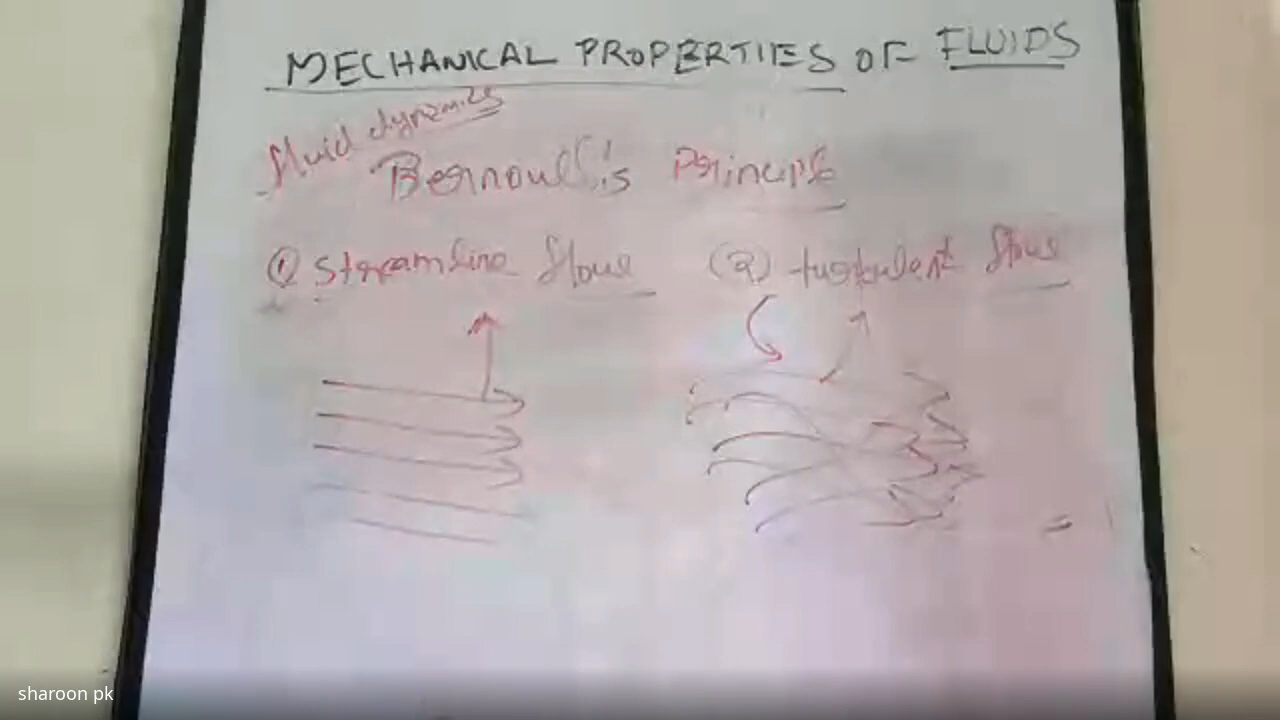 MECHANICAL PROPERTIES OF FLUIDS
fluid dynamics
Bernoulli's Principle
① Streamline flow (2) turbulent flow
sharoon pk